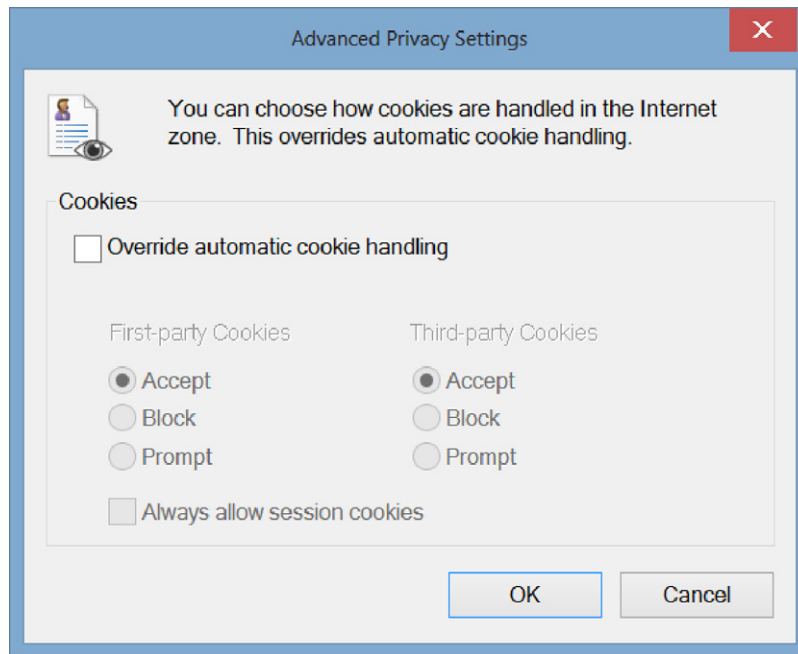 Advanced Privacy Settings
You can choose how cookies are handled in the Internet
zone. This overrides automatic cookie handling.
Cookies
Override automatic cookie handling
First-party Cookies
Third-party Cookies
Accept
Accept
Block
Block
Prompt
Prompt
Always allow session cookies
OK
Cancel